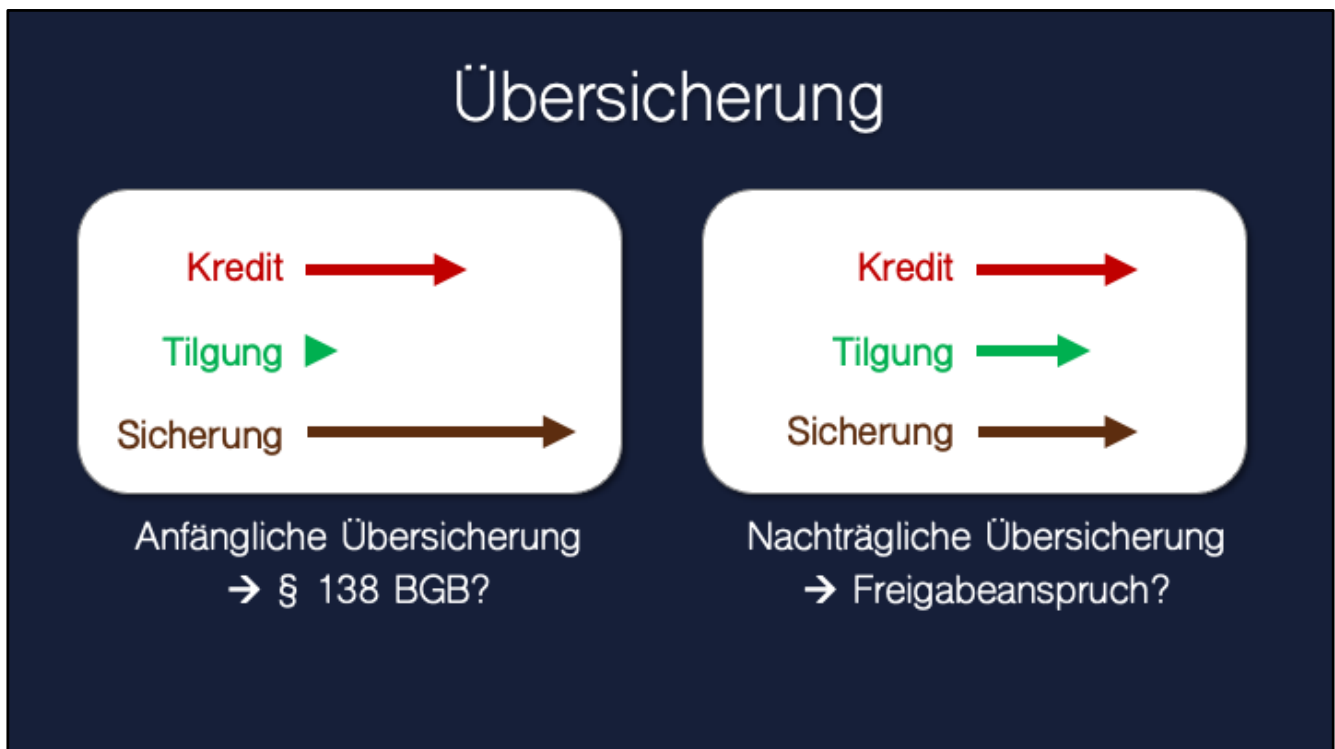 Übersicherung
Kredit
Tilgung
Sicherung
Anfängliche Übersicherung
→ § 138 BGB?
Kredit
Tilgung
Sicherung
Nachträgliche Übersicherung
→ Freigabeanspruch?